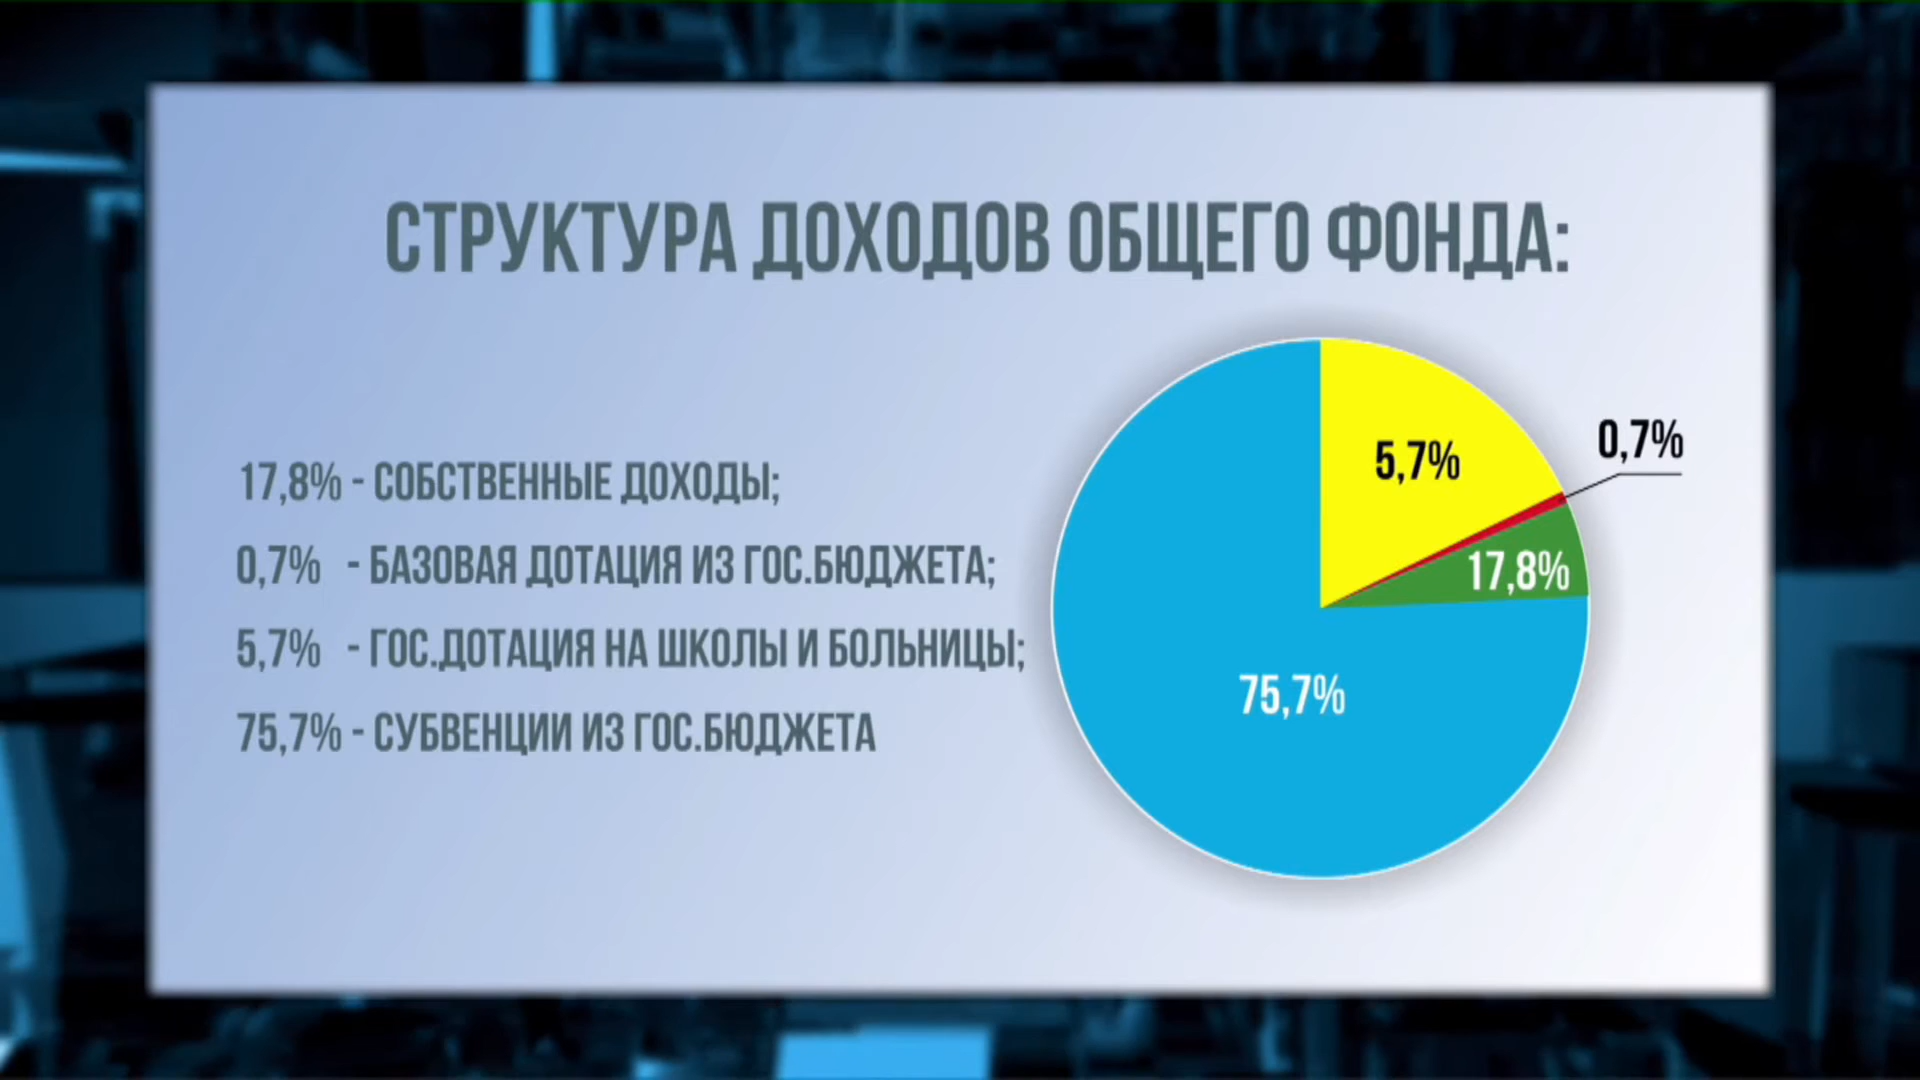 СТРУКТУРА ДОХОДОВ ОБЩЕГО ФОНДА:
17,8% - СОБСТВЕННЫЕ ДОХОДЫ;
0,7% - БАЗОВАЯ ДОТАЦИЯ ИЗ ГОС.БЮДЖЕТА;
5,7% - ГОС.ДОТАЦИЯ НА ШКОЛЫ И БОЛЬНИЦЫ;
75,7% - СУБВЕНЦИИ ИЗ ГОС.БЮДЖЕТА
5,7%
0,7%
17,8%
75,7%